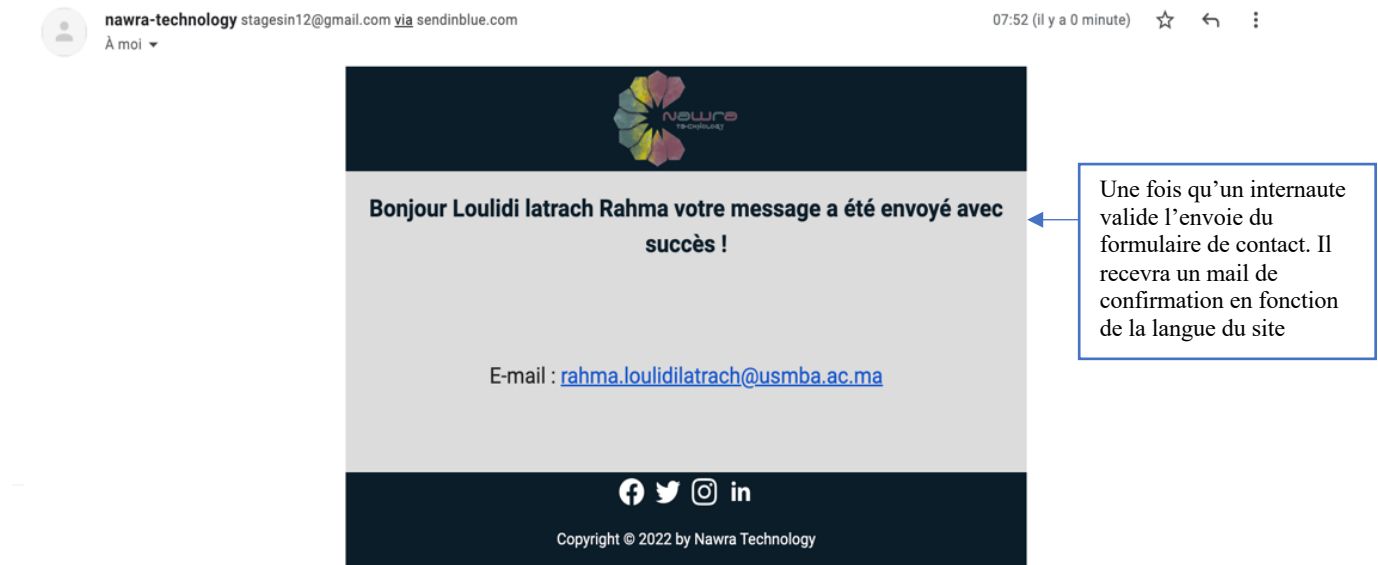 nawra-technology stagesin12@gmail.com via sendinblue.com
07:52 (il y a 0 minute)
À moi
Nawra
TECHNOLOGY
Bonjour Loulidi latrach Rahma votre message a été envoyé avec
succès !
Une fois qu’un internaute
valide l’envoie du
formulaire de contact. Il
recevra un mail de
confirmation en fonction
de la langue du site
E-mail : rahma.loulidilatrach@usmba.ac.ma
in
Copyright © 2022 by Nawra Technology